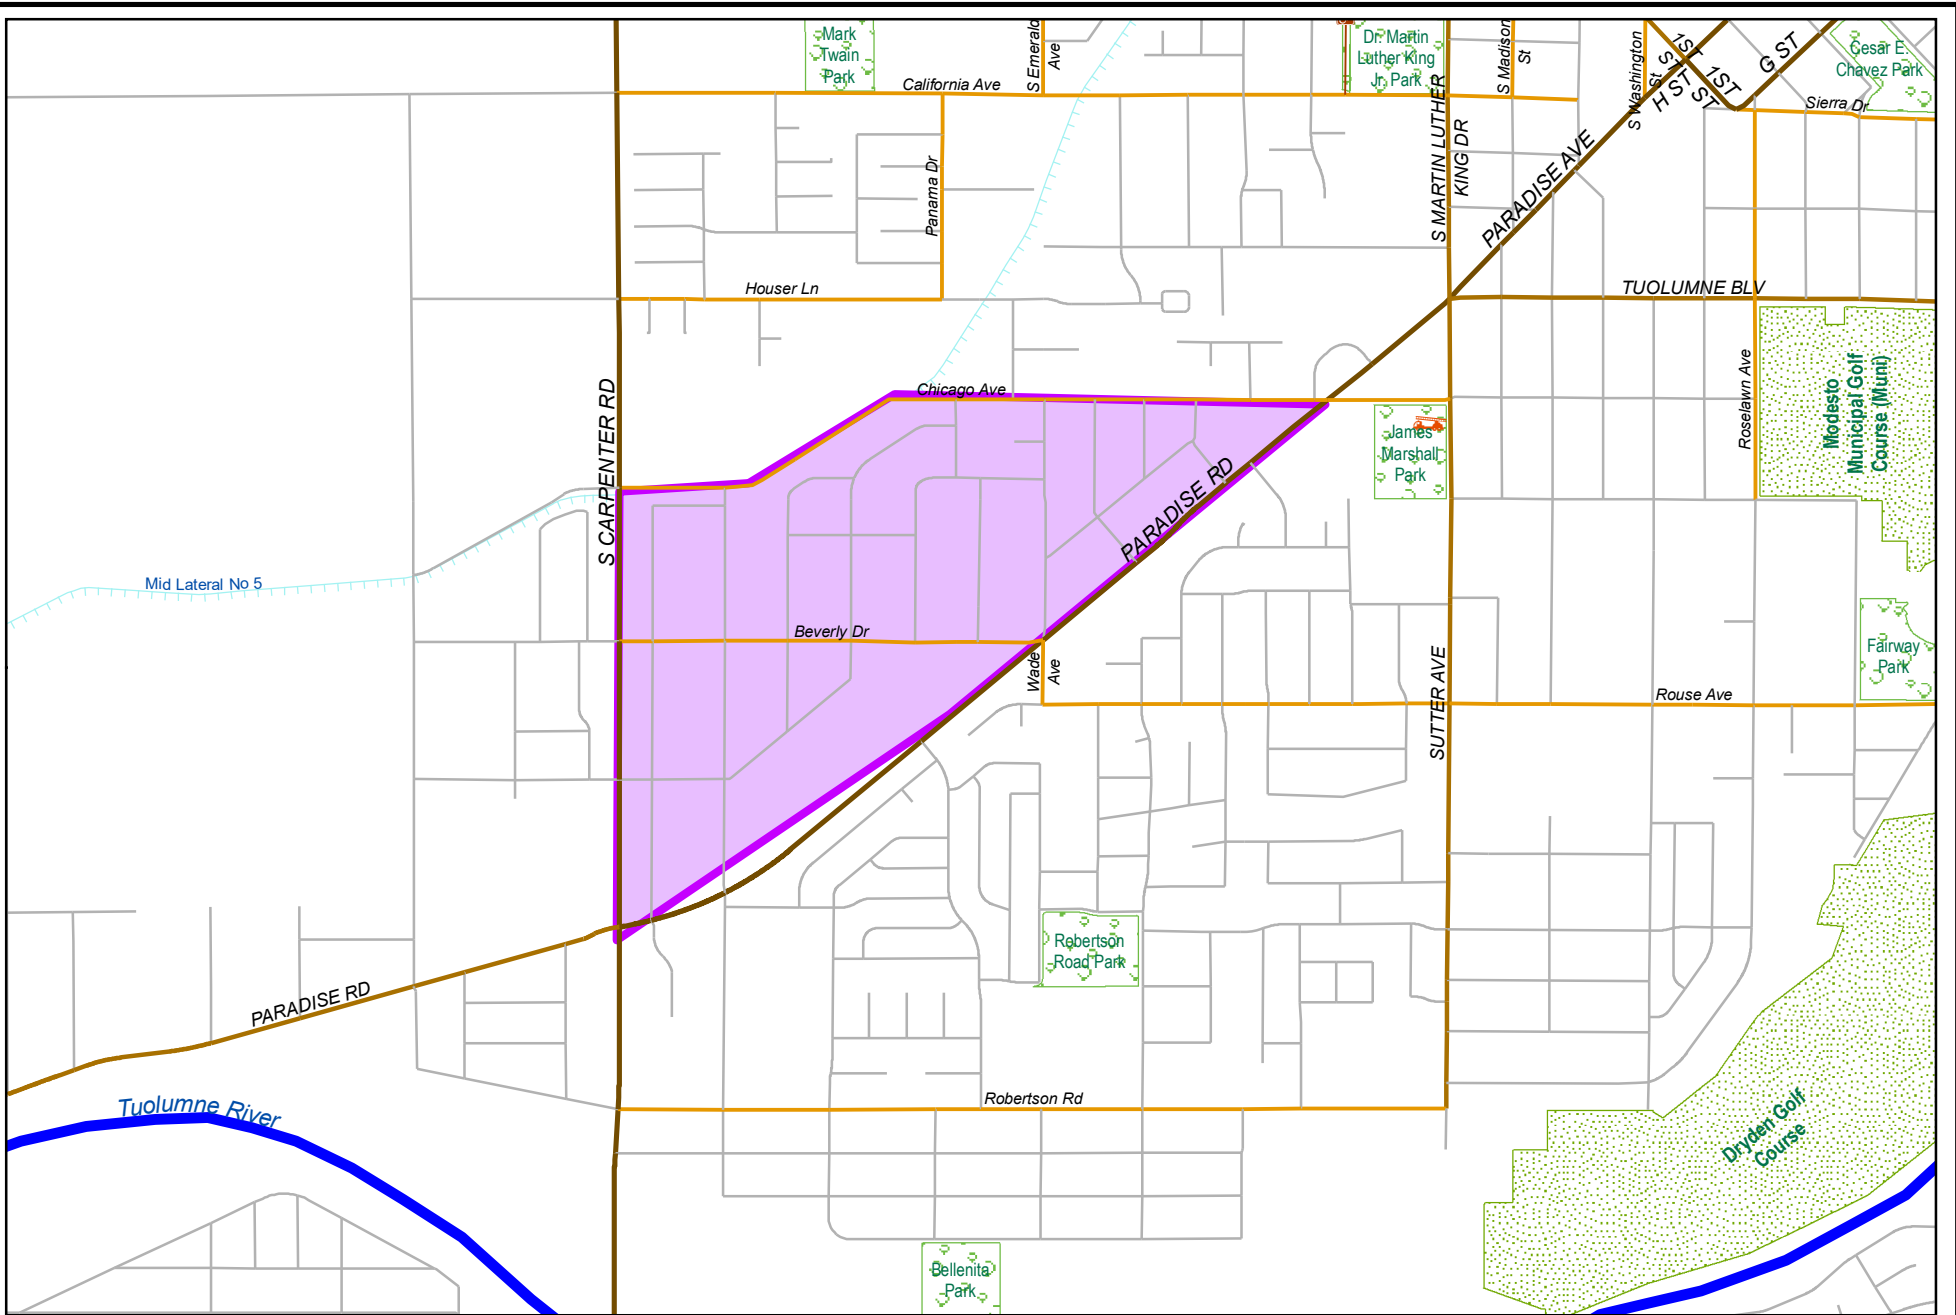 Mark
Twain
Park
S Emerald
Ave
Dr. Martin
Luther King
Jr. Park
S Madison
St
S Washington
St
1ST
ST
1ST
ST
H ST
G ST
Cesar E.
Chavez Park
California Ave
Sierra Dr
Panama Dr
S MARTIN LUTHER
KING DR
PARADISE AVE
Houser Ln
TUOLUMNE BLV
Chicago Ave
S CARPENTER RD
James
Marshall
Park
Roselawn Ave
Modesto
Municipal Golf
Course (Muni)
PARADISE RD
Mid Lateral No 5
Beverly Dr
Wade
Ave
SUTTER AVE
Fairway
Park
Rouse Ave
Robertson
Road Park
PARADISE RD
Tuolumne River
Robertson Rd
Dryden Golf
Course
Bellenita
Park